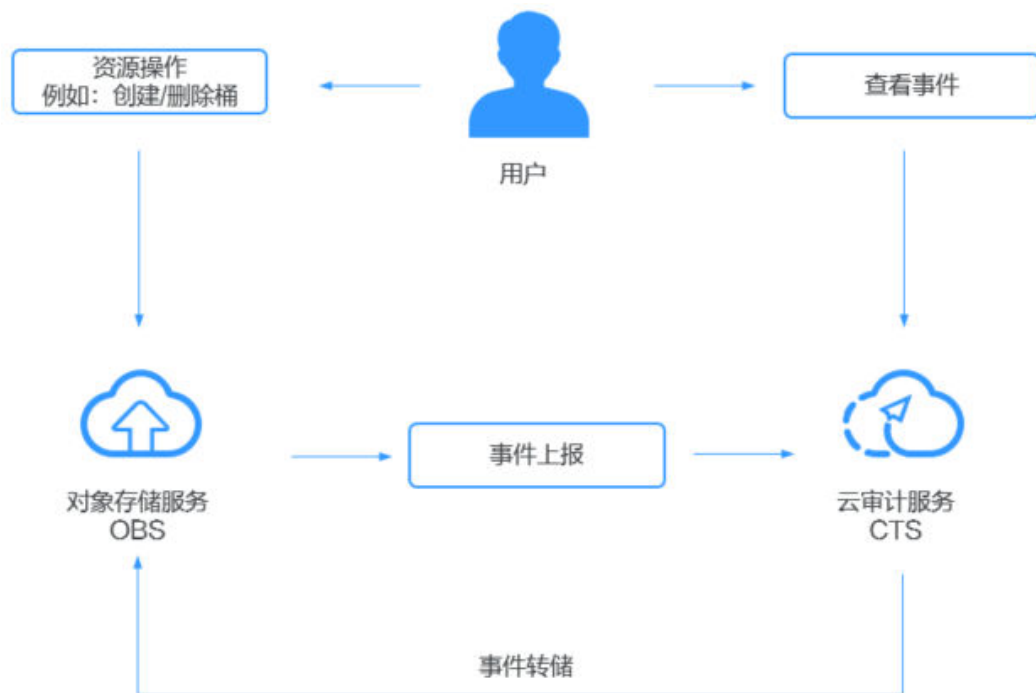 资源操作
例如：创建/删除桶
查看事件
用户
事件上报
对象存储服务
OBS
云审计服务
CTS
事件转储